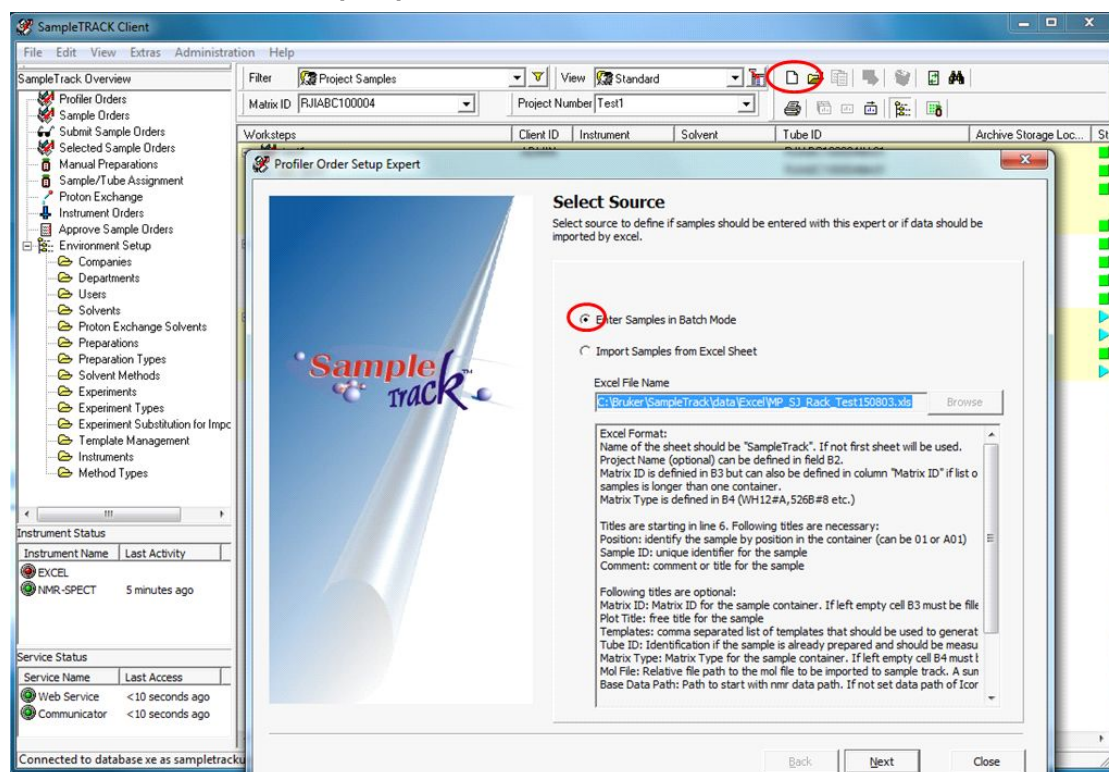 SampleTRACK Client
File Edit View Extras Administration Help
SampleTrack Overview
Profiler Orders
Sample Orders
Submit Sample Orders
Selected Sample Orders
Manual Preparations
Sample/Tube Assignment
Proton Exchange
Instrument Orders
Approve Sample Orders
Environment Setup
Companies
Departments
Users
Solvents
Proton Exchange Solvents
Preparations
Preparation Types
Solvent Methods
Experiments
Experiment Types
Experiment Substitution for Impc
Template Management
Instruments
Method Types
Instrument Status
Instrument Name Last Activity
EXCEL
NMR-SPECT 5 minutes ago
Service Status
Service Name Last Access
Web Service <10 seconds ago
Communicator <10 seconds ago
Connected to database xe as sampletracku
Filter Project Samples View Standard
Matrix ID RJIABC100004 Project Number Test1
Worksteps Client ID Instrument Solvent Tube ID Archive Storage Loc... St
Profiler Order Setup Expert
Sample Track™
Select Source
Select source to define if samples should be entered with this expert or if data should be
imported by excel.
Enter Samples in Batch Mode
Import Samples from Excel Sheet
Excel File Name
C:\Bruker\SampleTrack\data\Excel\MP_SJ_Rack_Test150803.xls Browse
Excel Format:
Name of the sheet should be "SampleTrack". If not first sheet will be used.
Project Name (optional) can be defined in field B2.
Matrix ID is definied in B3 but can also be defined in column "Matrix ID" if list o
samples is longer than one container.
Matrix Type is defined in B4 (WH12#A,526B#8 etc.)
Titles are starting in line 6. Following titles are necessary:
Position: identify the sample by position in the container (can be 01 or A01)
Sample ID: unique identifier for the sample
Comment: comment or title for the sample
Following titles are optional:
Matrix ID: Matrix ID for the sample container. If left empty cell B3 must be fille
Plot Title: free title for the sample
Templates: comma separated list of templates that should be used to generat
Tube ID: Identification if the sample is already prepared and should be measu
Matrix Type: Matrix Type for the sample container. If left empty cell B4 must b
Mol File: Relative file path to the mol file to be imported to sample track. A sun
Base Data Path: Path to start with nmr data path. If not set data path of Icor
Back Next Close